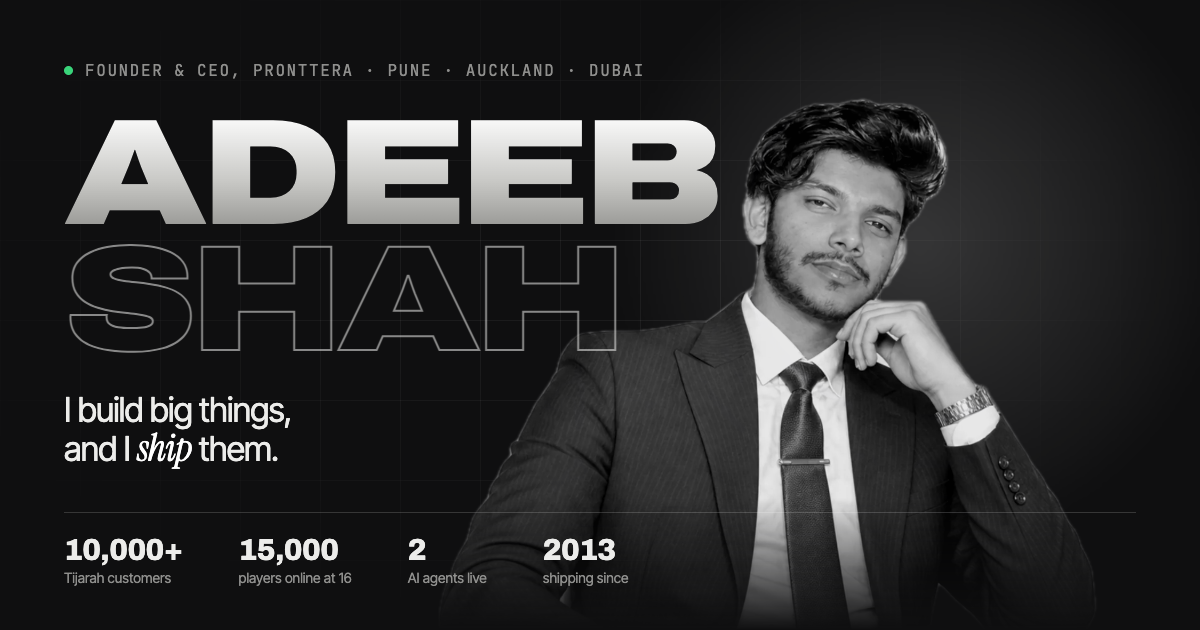 FOUNDER & CEO, PRONTTERA · PUNE · AUCKLAND · DUBAI
ADEEB
SHAH
I build big things,
and I ship them.
10,000+ 15,000 2 2013
Tijarah customers players online at 16 AI agents live shipping since